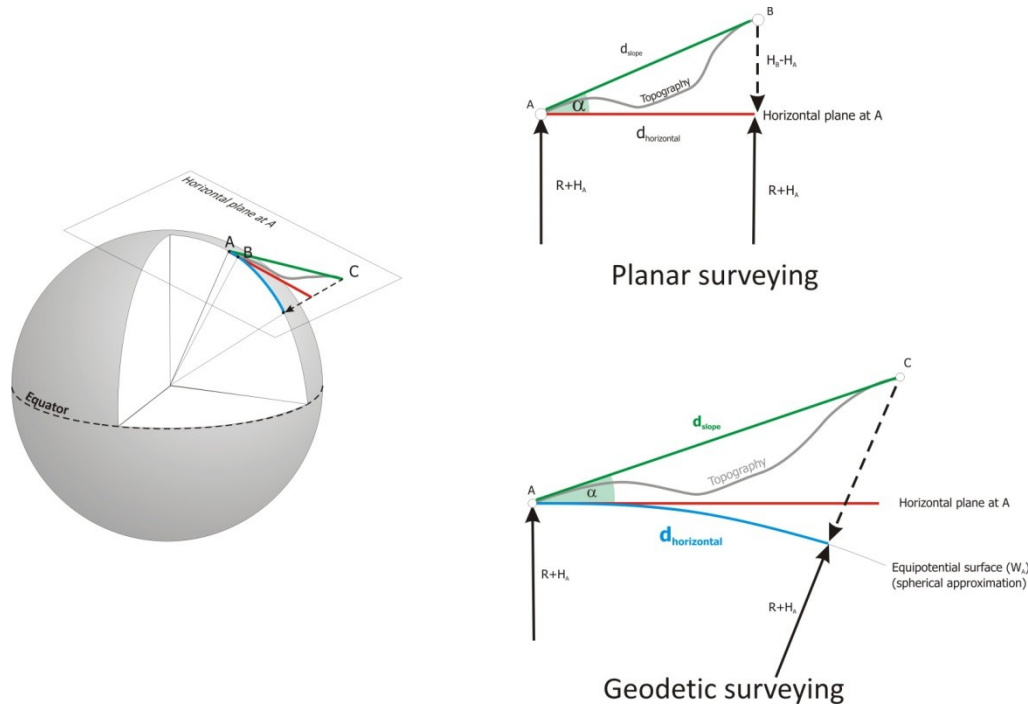 Horizontal plane at A
A
B
C
Equator
B
d_slope
H_B-H_A
A
α
Topography
Horizontal plane at A
d_horizontal
R+H_A
R+H_A
Planar surveying
C
d_slope
Topography
A
α
Horizontal plane at A
d_horizontal
R+H_A
Equipotential surface (W_A)
(spherical approximation)
R+H_A
Geodetic surveying